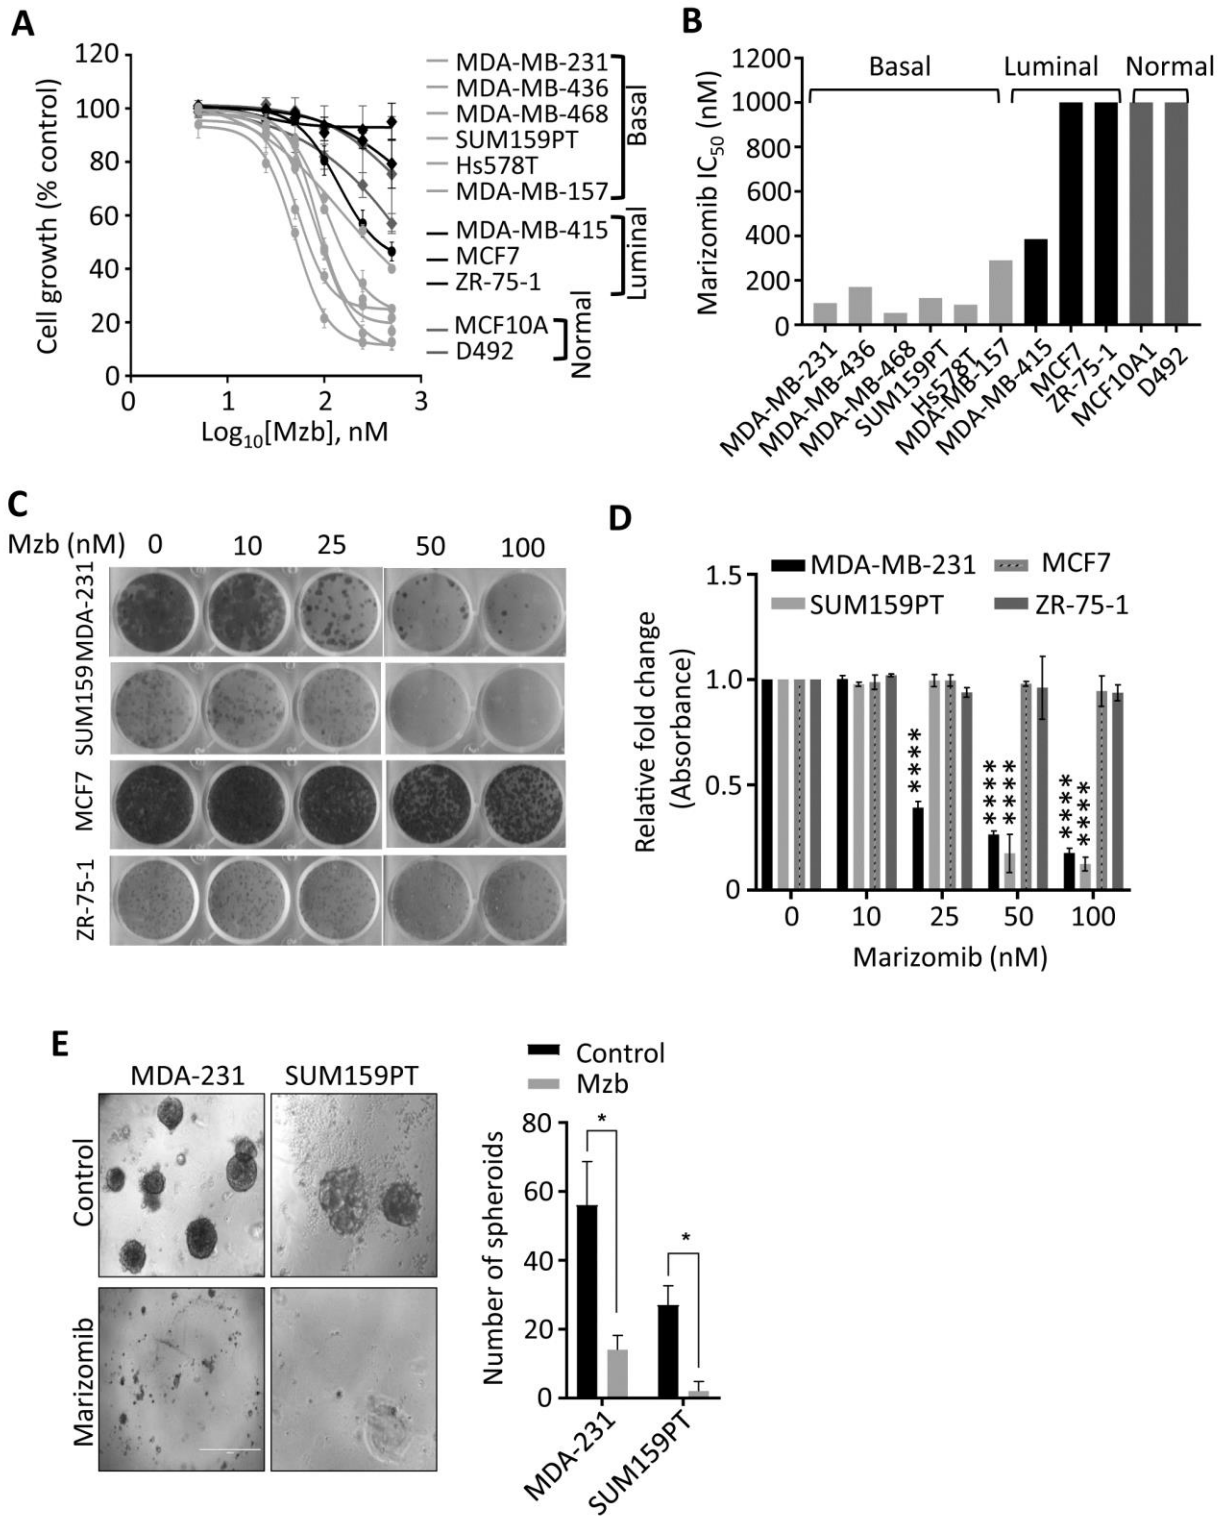 A
120
100
80
60
40
20
0
0 1 2 3
Cell growth (% control)
Log10[Mzb], nM
MDA-MB-231
MDA-MB-436
MDA-MB-468
SUM159PT
Hs578T
MDA-MB-157
Basal
MDA-MB-415
MCF7
ZR-75-1
Luminal
MCF10A
D492
Normal
B
Basal Luminal Normal
Marizomib IC50 (nM)
1000
1200
600
400
200
0
MDA-MB-231
MDA-MB-436
MDA-MB-468
SUM159PT
Hs578T
MDA-MB-157
MDA-MB-415
MCF7
ZR-75-1
MCF10A1
D492
C
Mzb (nM) 0 10 25 50 100
MDA-231
SUM159
MCF7
ZR-75-1
D
MDA-MB-231 MCF7
SUM159PT ZR-75-1
Relative fold change
(Absorbance)
1.5
1.0
0.5
0
****
****
****
****
****
0 10 25 50 100
Marizomib (nM)
E
MDA-231 SUM159PT
Control
Marizomib
Control
Mzb
Number of spheroids
80
60
40
20
0
*
*
MDA-231
SUM159PT